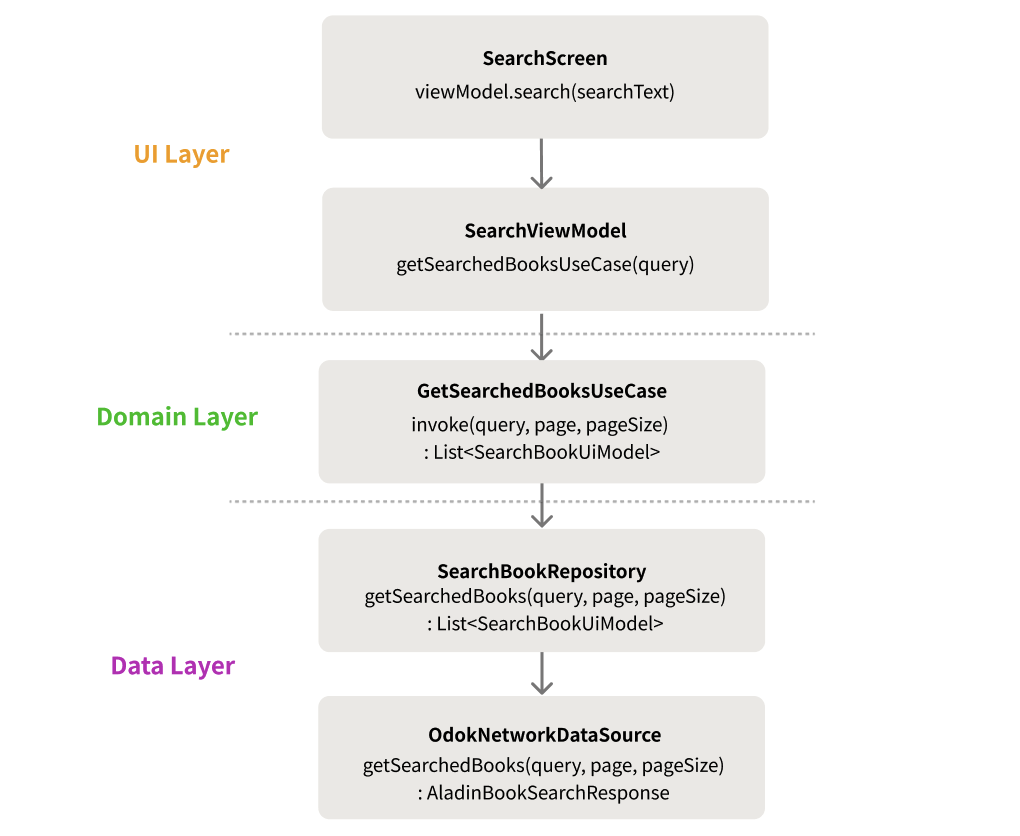 SearchScreen
viewModel.search(searchText)
UI Layer
SearchViewModel
getSearchedBooksUseCase(query)
GetSearchedBooksUseCase
Domain Layer
invoke(query, page, pageSize)
: List<SearchBookUiModel>
SearchBookRepository
getSearchedBooks(query, page, pageSize)
: List<SearchBookUiModel>
Data Layer
OdokNetworkDataSource
getSearchedBooks(query, page, pageSize)
: AladinBookSearchResponse